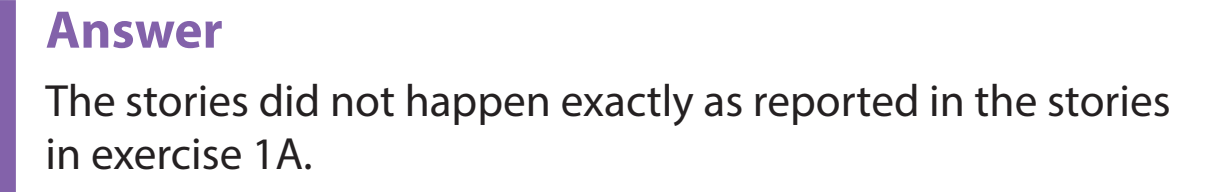 Answer
The stories did not happen exactly as reported in the stories
in exercise 1A.